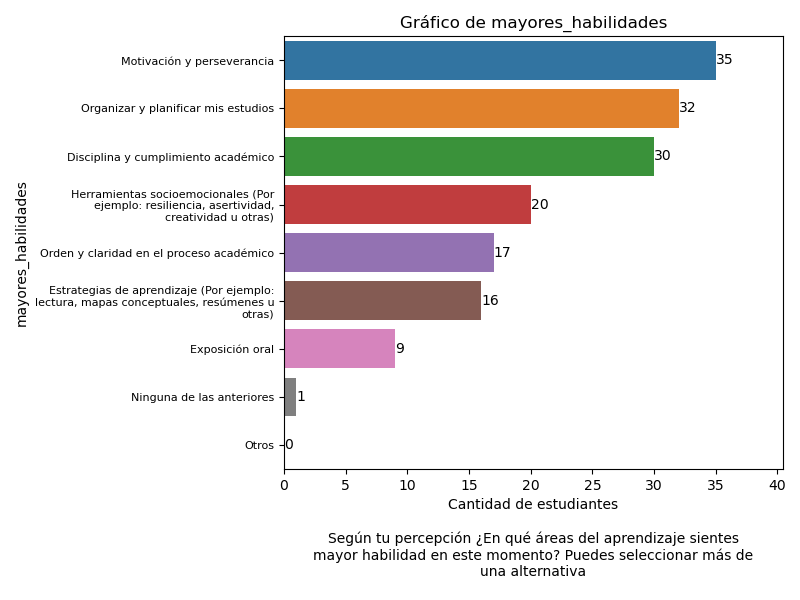 Gráfico de mayores_habilidades
mayores_habilidades
Motivación y perseverancia
35
Organizar y planificar mis estudios
32
Disciplina y cumplimiento académico
30
Herramientas socioemocionales (Por
ejemplo: resiliencia, asertividad,
creatividad u otras)
20
Orden y claridad en el proceso académico
17
Estrategias de aprendizaje (Por ejemplo:
lectura, mapas conceptuales, resúmenes u
otras)
16
Exposición oral
9
Ninguna de las anteriores
1
Otros
0
0 5 10 15 20 25 30 35 40
Cantidad de estudiantes
Según tu percepción ¿En qué áreas del aprendizaje sientes
mayor habilidad en este momento? Puedes seleccionar más de
una alternativa